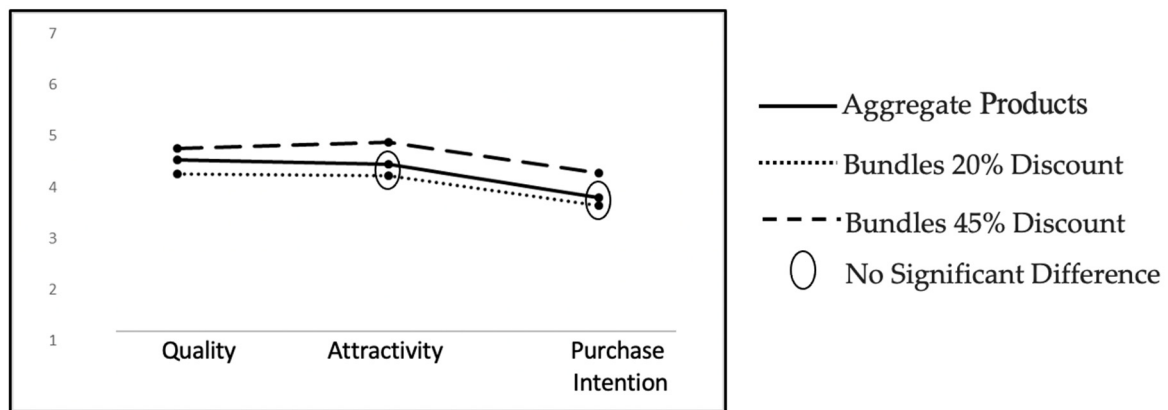 7
6
5
4
3
2
1
Quality
Attractivity
Purchase
Intention
Aggregate Products
Bundles 20% Discount
Bundles 45% Discount
No Significant Difference